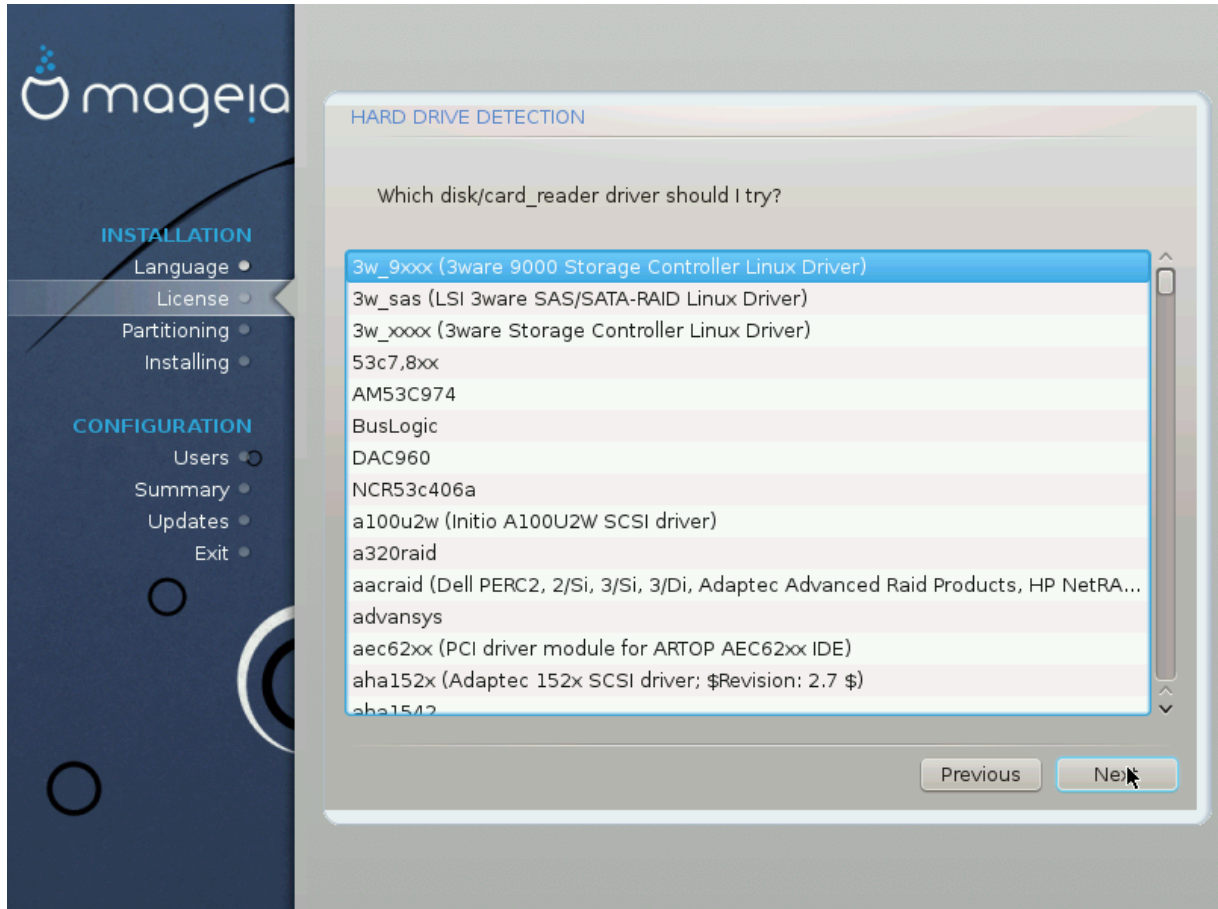 mageia
INSTALLATION
Language
License
Partitioning
Installing
CONFIGURATION
Users
Summary
Updates
Exit
HARD DRIVE DETECTION
Which disk/card_reader driver should I try?
3w_9xxx (3ware 9000 Storage Controller Linux Driver)
3w_sas (LSI 3ware SAS/SATA-RAID Linux Driver)
3w_xxxx (3ware Storage Controller Linux Driver)
53c7,8xx
AM53C974
BusLogic
DAC960
NCR53c406a
a100u2w (Initio A100U2W SCSI driver)
a320raid
aacraid (Dell PERC2, 2/Si, 3/Si, 3/Di, Adaptec Advanced Raid Products, HP NetRA...
advansys
aec62xx (PCI driver module for ARTOP AEC62xx IDE)
aha152x (Adaptec 152x SCSI driver; $Revision: 2.7 $)
aha1542
Previous
Next